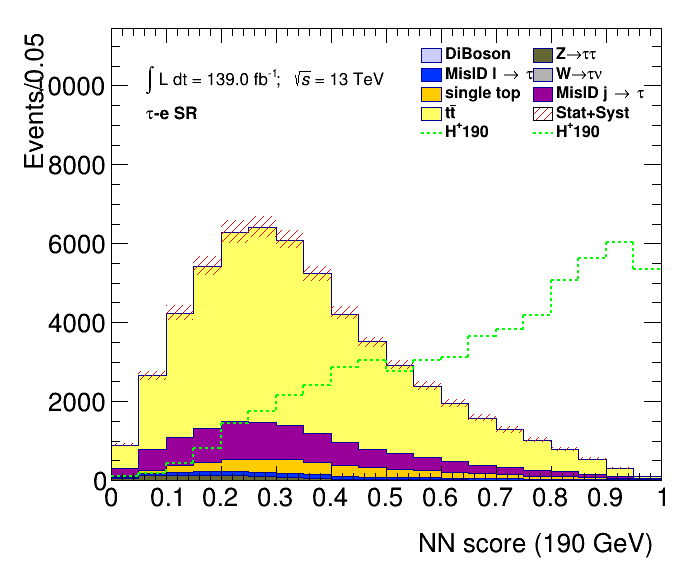 Events/0.05
0000
8000
6000
4000
2000
0
∫ L dt = 139.0 fb⁻¹; √s = 13 TeV
τ-e SR
DiBoson Z→ττ
MisID l → τ W→τν
single top MisID j → τ
tt̄ Stat+Syst
H⁺190 H⁺190
0 0.1 0.2 0.3 0.4 0.5 0.6 0.7 0.8 0.9 1
NN score (190 GeV)